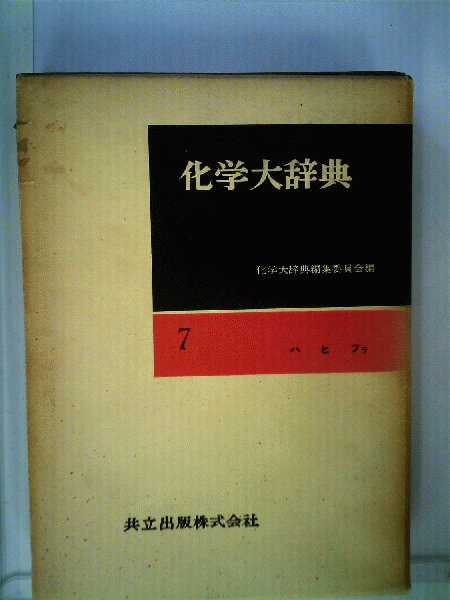 化学大辞典
化学大辞典編集委員会編
7 ハ ヒ フラ
共立出版株式会社